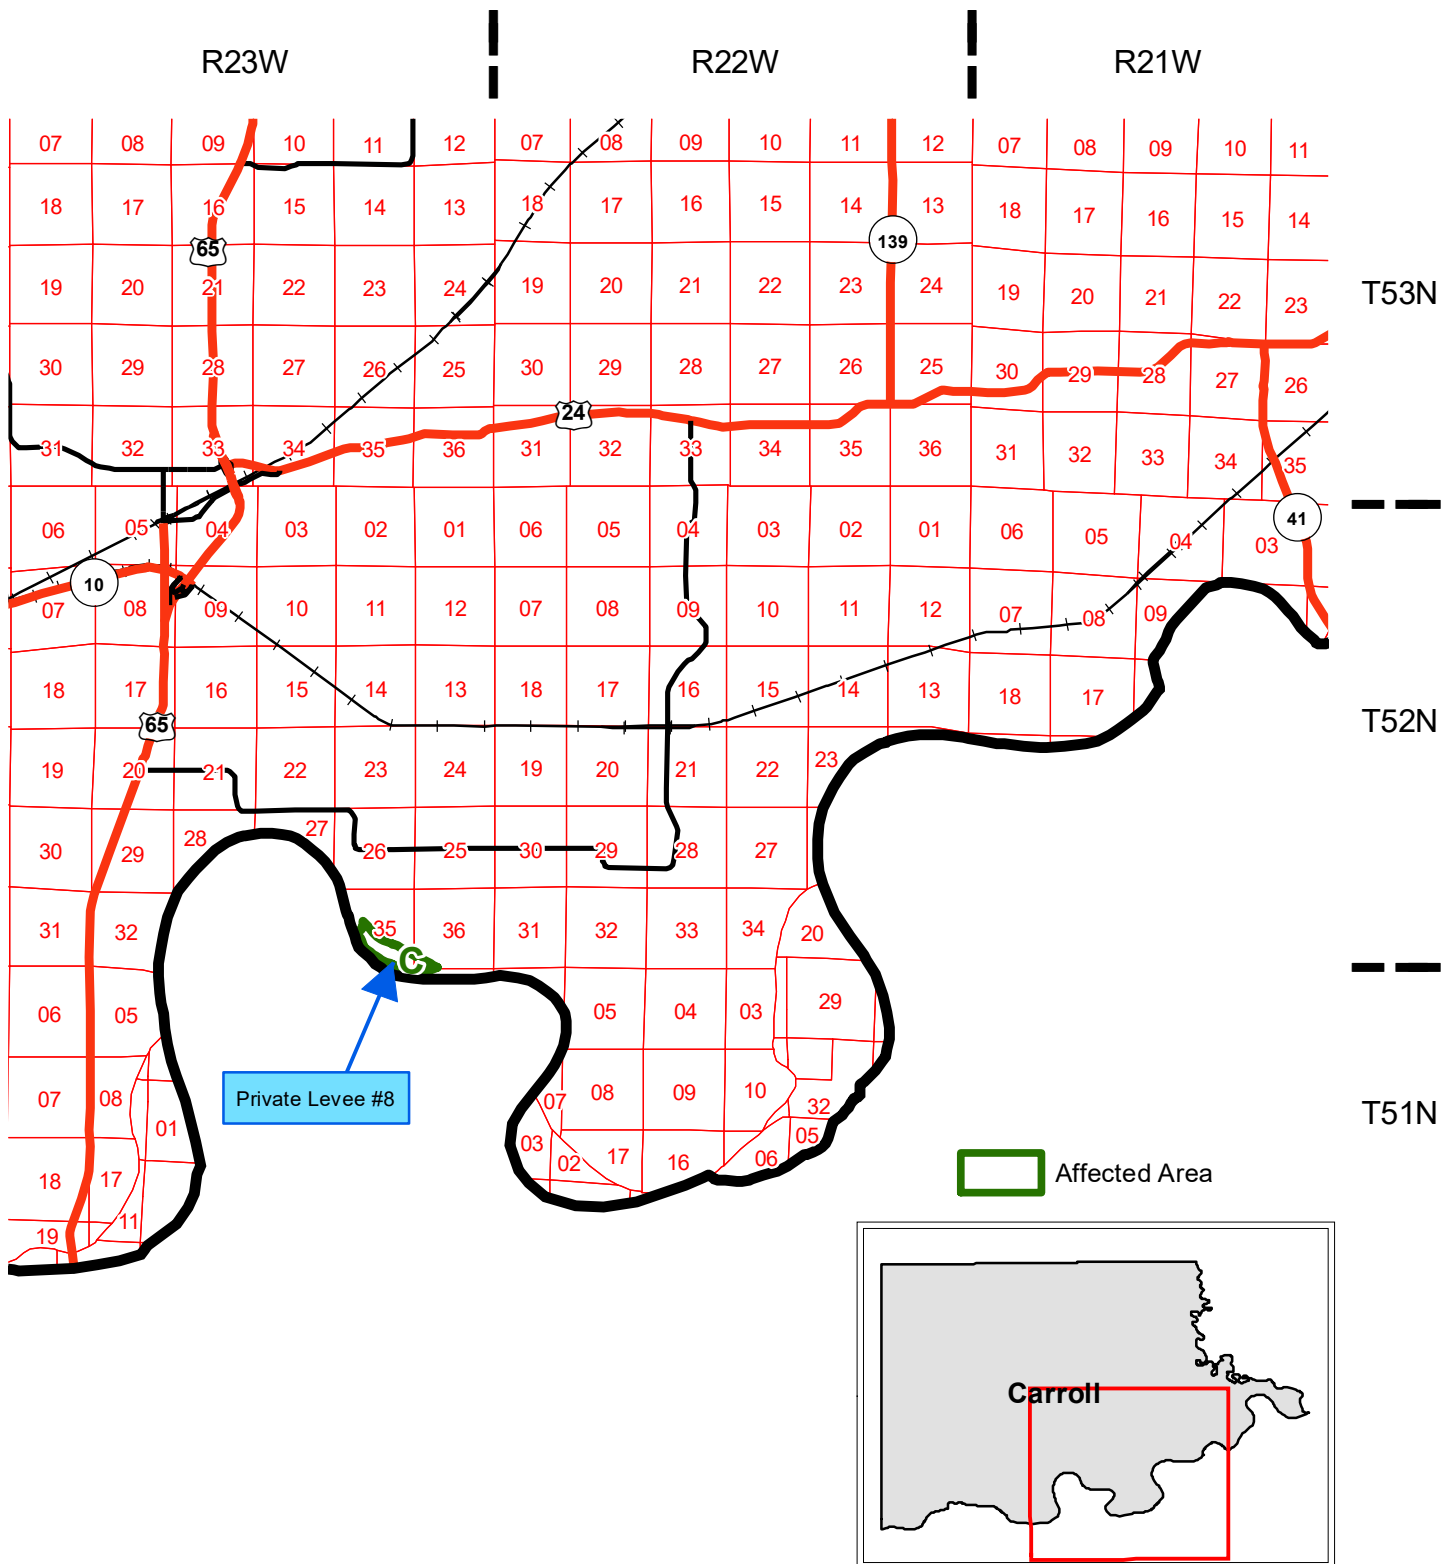 R23W R22W R21W
07 08 09 10 11 12 07 08 09 10 11 12 07 08 09 10 11
18 17 16 15 14 13 18 17 16 15 14 13 18 17 16 15 14
65 139
19 20 21 22 23 24 19 20 21 22 23 24 19 20 21 22 23
T53N
30 29 28 27 26 25 30 29 28 27 26 25 30 29 28 27 26
24
31 32 33 34 35 36 31 32 33 34 35 36 31 32 33 34 35
06 05 04 03 02 01 06 05 04 03 02 01 06 05 04 03
41
10
07 08 09 10 11 12 07 08 09 10 11 12 07 08 09
18 17 16 15 14 13 18 17 16 15 14 13 18 17
65
T52N
19 20 21 22 23 24 19 20 21 22 23
30 29 28 27 26 25 30 29 28 27
31 32 35 36 31 32 33 34 20
C
06 05 05 04 03 29
07 08 Private Levee #8 07 08 09 10 32
T51N
01 03 02 17 16 06 05
18 17
Affected Area
19 11
Carroll